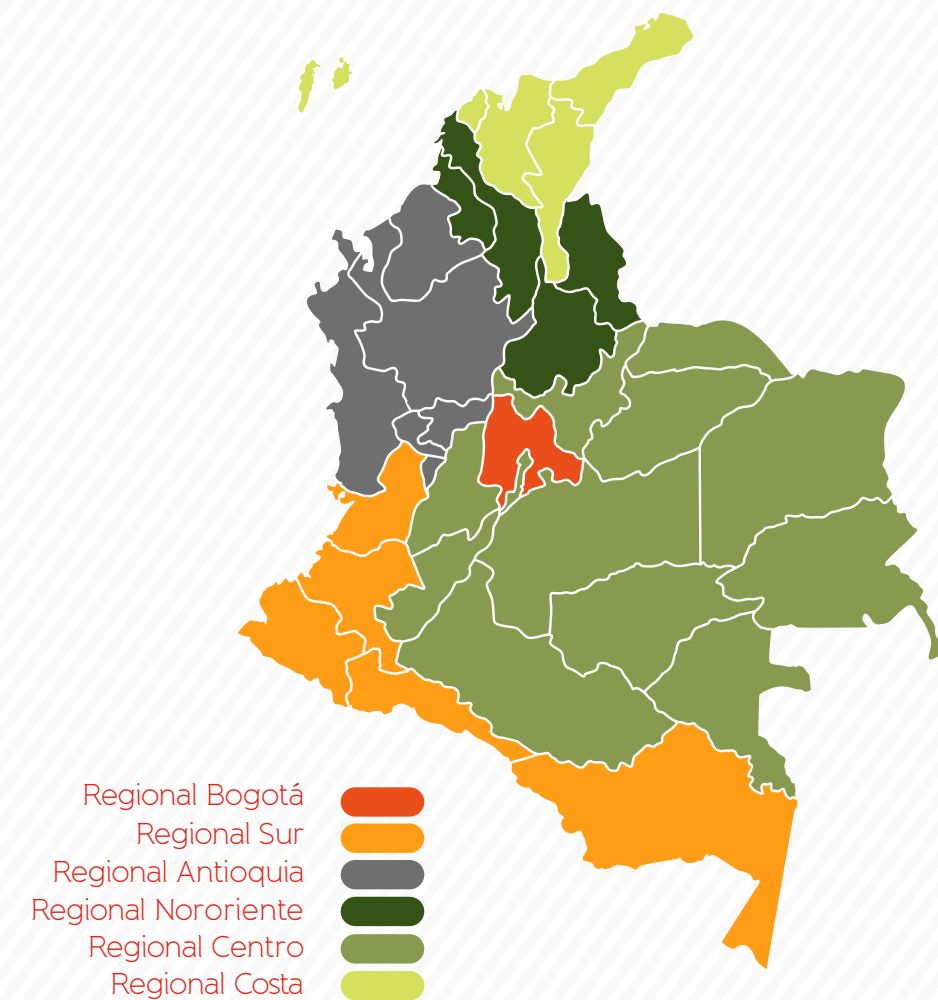 Regional Bogotá
Regional Sur
Regional Antioquia
Regional Nororiente
Regional Centro
Regional Costa